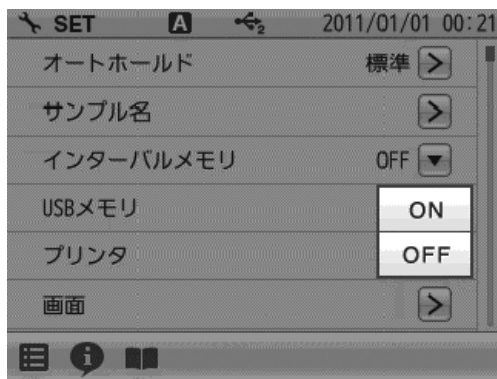 SET A 2 2011/01/01 00:21
オートホールド 標準
サンプル名
インターバルメモリ OFF
USBメモリ ON
プリンタ OFF
画面